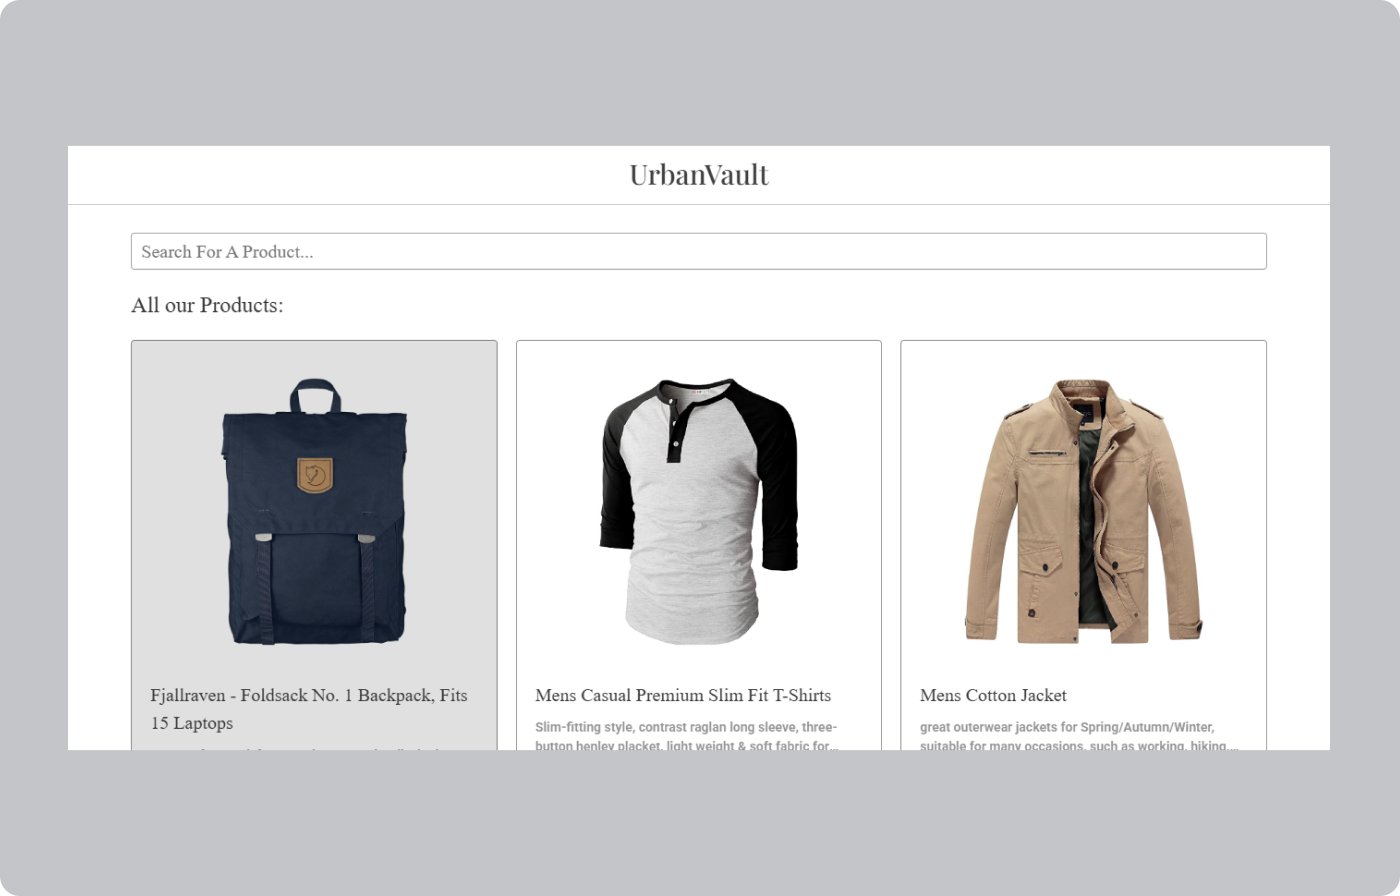 UrbanVault
Search For A Product...
All our Products:
Fjallraven - Foldsack No. 1 Backpack, Fits
15 Laptops
Mens Casual Premium Slim Fit T-Shirts
Slim-fitting style, contrast raglan long sleeve, three-
button henley placket, light weight & soft fabric for...
Mens Cotton Jacket
great outerwear jackets for Spring/Autumn/Winter,
suitable for many occasions, such as working, hiking,...